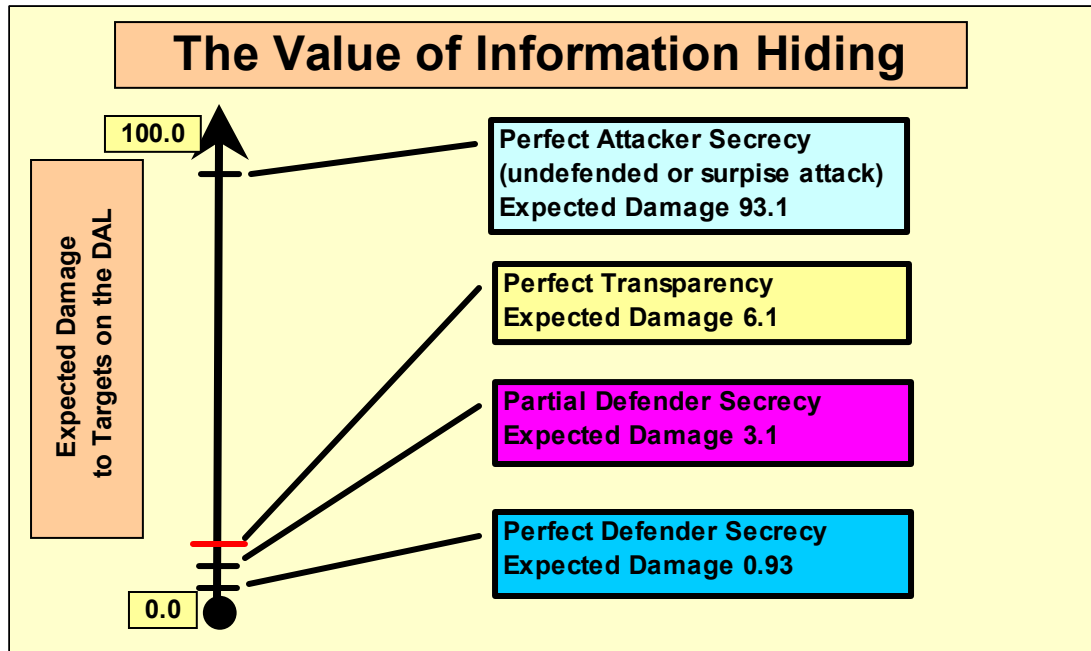 The Value of Information Hiding
100.0
Expected Damage
to Targets on the DAL
Perfect Attacker Secrecy
(undefended or surpise attack)
Expected Damage 93.1
Perfect Transparency
Expected Damage 6.1
Partial Defender Secrecy
Expected Damage 3.1
Perfect Defender Secrecy
Expected Damage 0.93
0.0